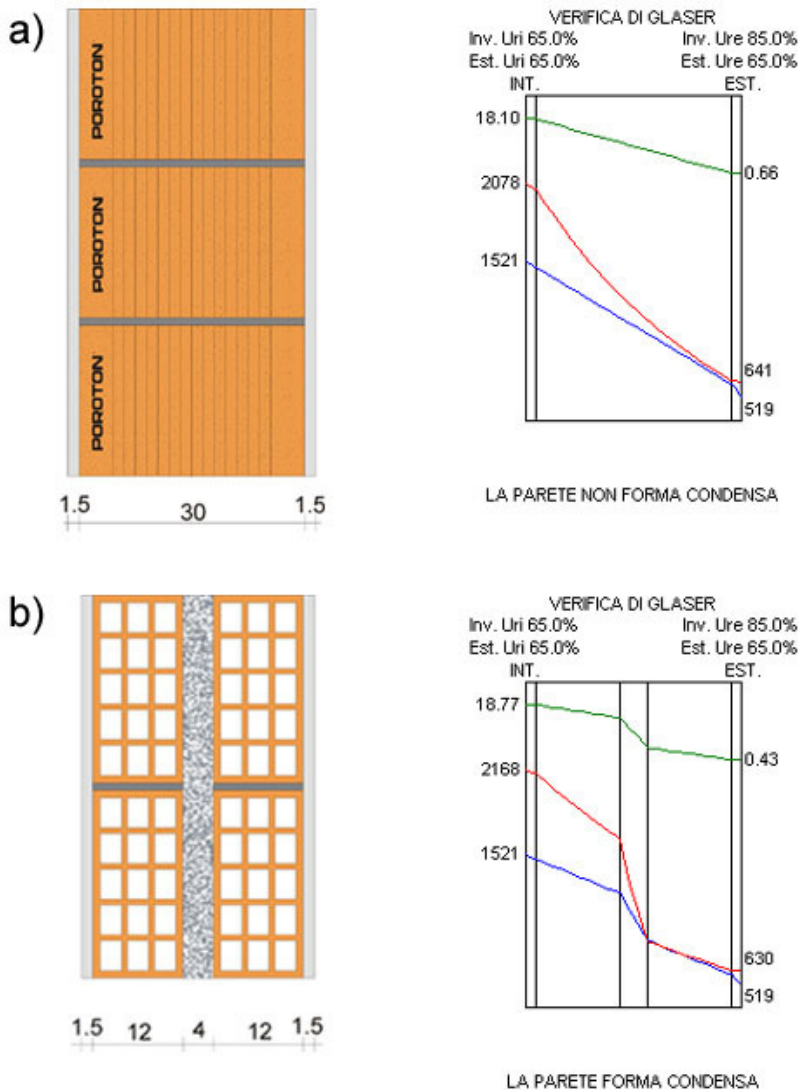 a)
POROTON
POROTON
POROTON
1.5 30 1.5
VERIFICA DI GLASER
Inv. Uri 65.0% Inv. Ure 85.0%
Est. Uri 65.0% Est. Ure 65.0%
INT. EST.
18.10
0.66
2078
1521
641
519
LA PARETE NON FORMA CONDENSA
b)
1.5 12 4 12 1.5
VERIFICA DI GLASER
Inv. Uri 65.0% Inv. Ure 85.0%
Est. Uri 65.0% Est. Ure 65.0%
INT. EST.
18.77
0.43
2168
1521
630
519
LA PARETE FORMA CONDENSA